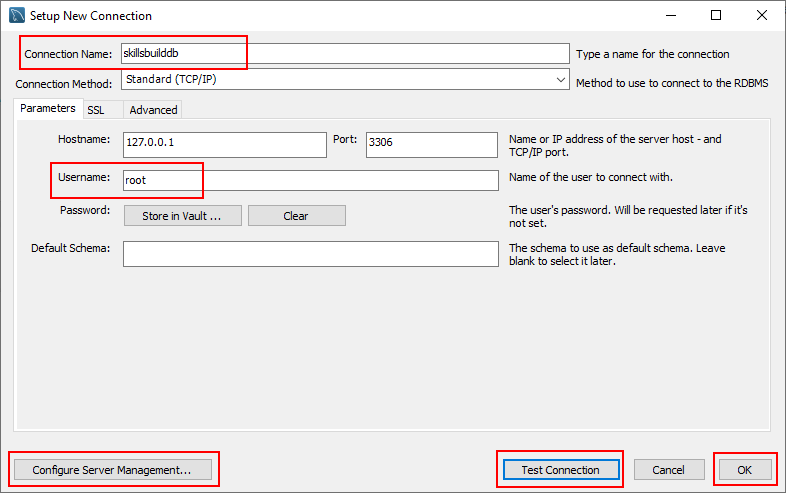 Setup New Connection
Connection Name: skillsbuilddb Type a name for the connection
Connection Method: Standard (TCP/IP) Method to use to connect to the RDBMS
Parameters SSL Advanced
Hostname: 127.0.0.1 Port: 3306 Name or IP address of the server host - and
TCP/IP port.
Username: root Name of the user to connect with.
Password: Store in Vault ... Clear The user's password. Will be requested later if it's
not set.
Default Schema: The schema to use as default schema. Leave
blank to select it later.
Configure Server Management... Test Connection Cancel OK